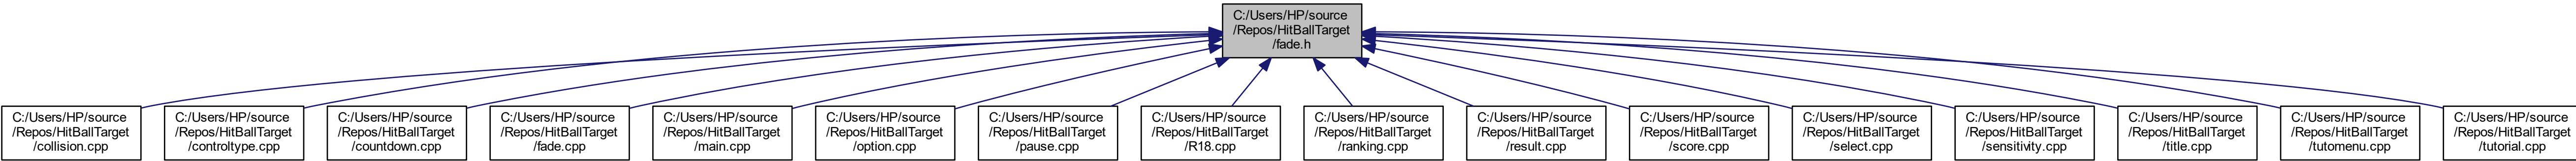 C:/Users/HP/source
/Repos/HitBallTarget
/fade.h
C:/Users/HP/source
/Repos/HitBallTarget
/collision.cpp
C:/Users/HP/source
/Repos/HitBallTarget
/controltype.cpp
C:/Users/HP/source
/Repos/HitBallTarget
/countdown.cpp
C:/Users/HP/source
/Repos/HitBallTarget
/fade.cpp
C:/Users/HP/source
/Repos/HitBallTarget
/main.cpp
C:/Users/HP/source
/Repos/HitBallTarget
/option.cpp
C:/Users/HP/source
/Repos/HitBallTarget
/pause.cpp
C:/Users/HP/source
/Repos/HitBallTarget
/R18.cpp
C:/Users/HP/source
/Repos/HitBallTarget
/ranking.cpp
C:/Users/HP/source
/Repos/HitBallTarget
/result.cpp
C:/Users/HP/source
/Repos/HitBallTarget
/score.cpp
C:/Users/HP/source
/Repos/HitBallTarget
/select.cpp
C:/Users/HP/source
/Repos/HitBallTarget
/sensitivity.cpp
C:/Users/HP/source
/Repos/HitBallTarget
/title.cpp
C:/Users/HP/source
/Repos/HitBallTarget
/tutomenu.cpp
C:/Users/HP/source
/Repos/HitBallTarget
/tutorial.cpp